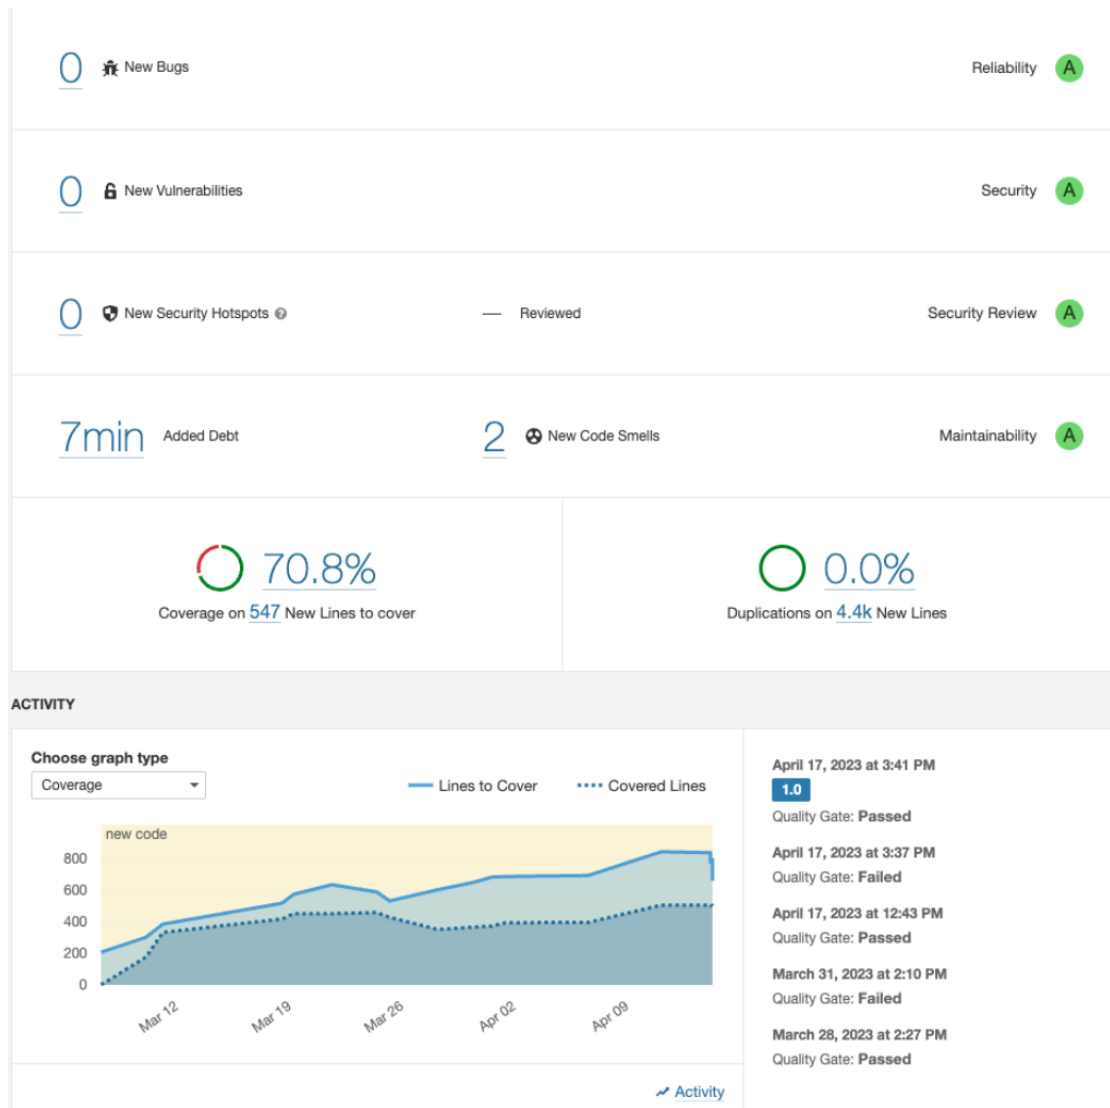 0 New Bugs Reliability A
0 New Vulnerabilities Security A
0 New Security Hotspots ? — Reviewed Security Review A
7min Added Debt 2 New Code Smells Maintainability A
70.8%
Coverage on 547 New Lines to cover
0.0%
Duplications on 4.4k New Lines
ACTIVITY
Choose graph type
Coverage
Lines to Cover Covered Lines
new code
800
600
400
200
0
Mar 12 Mar 19 Mar 26 Apr 02 Apr 09
Activity
April 17, 2023 at 3:41 PM
1.0
Quality Gate: Passed
April 17, 2023 at 3:37 PM
Quality Gate: Failed
April 17, 2023 at 12:43 PM
Quality Gate: Passed
March 31, 2023 at 2:10 PM
Quality Gate: Failed
March 28, 2023 at 2:27 PM
Quality Gate: Passed